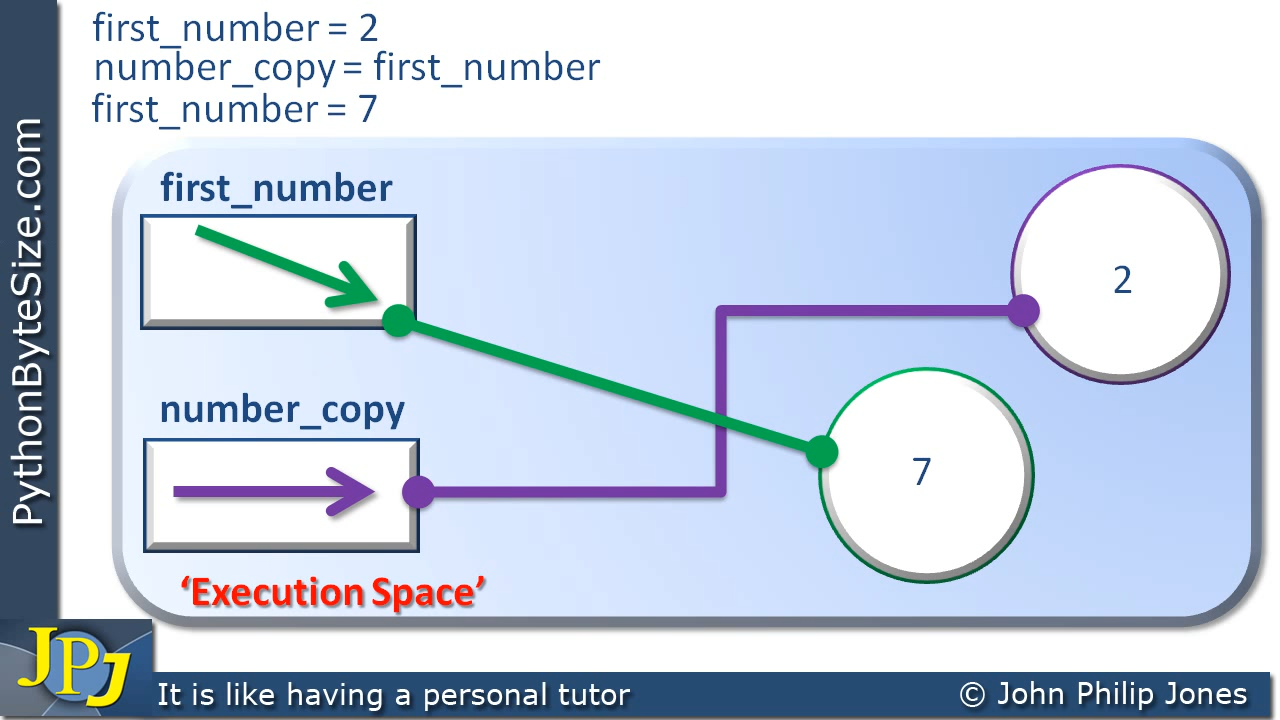 first_number = 2
number_copy = first_number
first_number = 7
PythonByteSize.com
first_number
2
7
number_copy
‘Execution Space’
JPJ
It is like having a personal tutor
© John Philip Jones